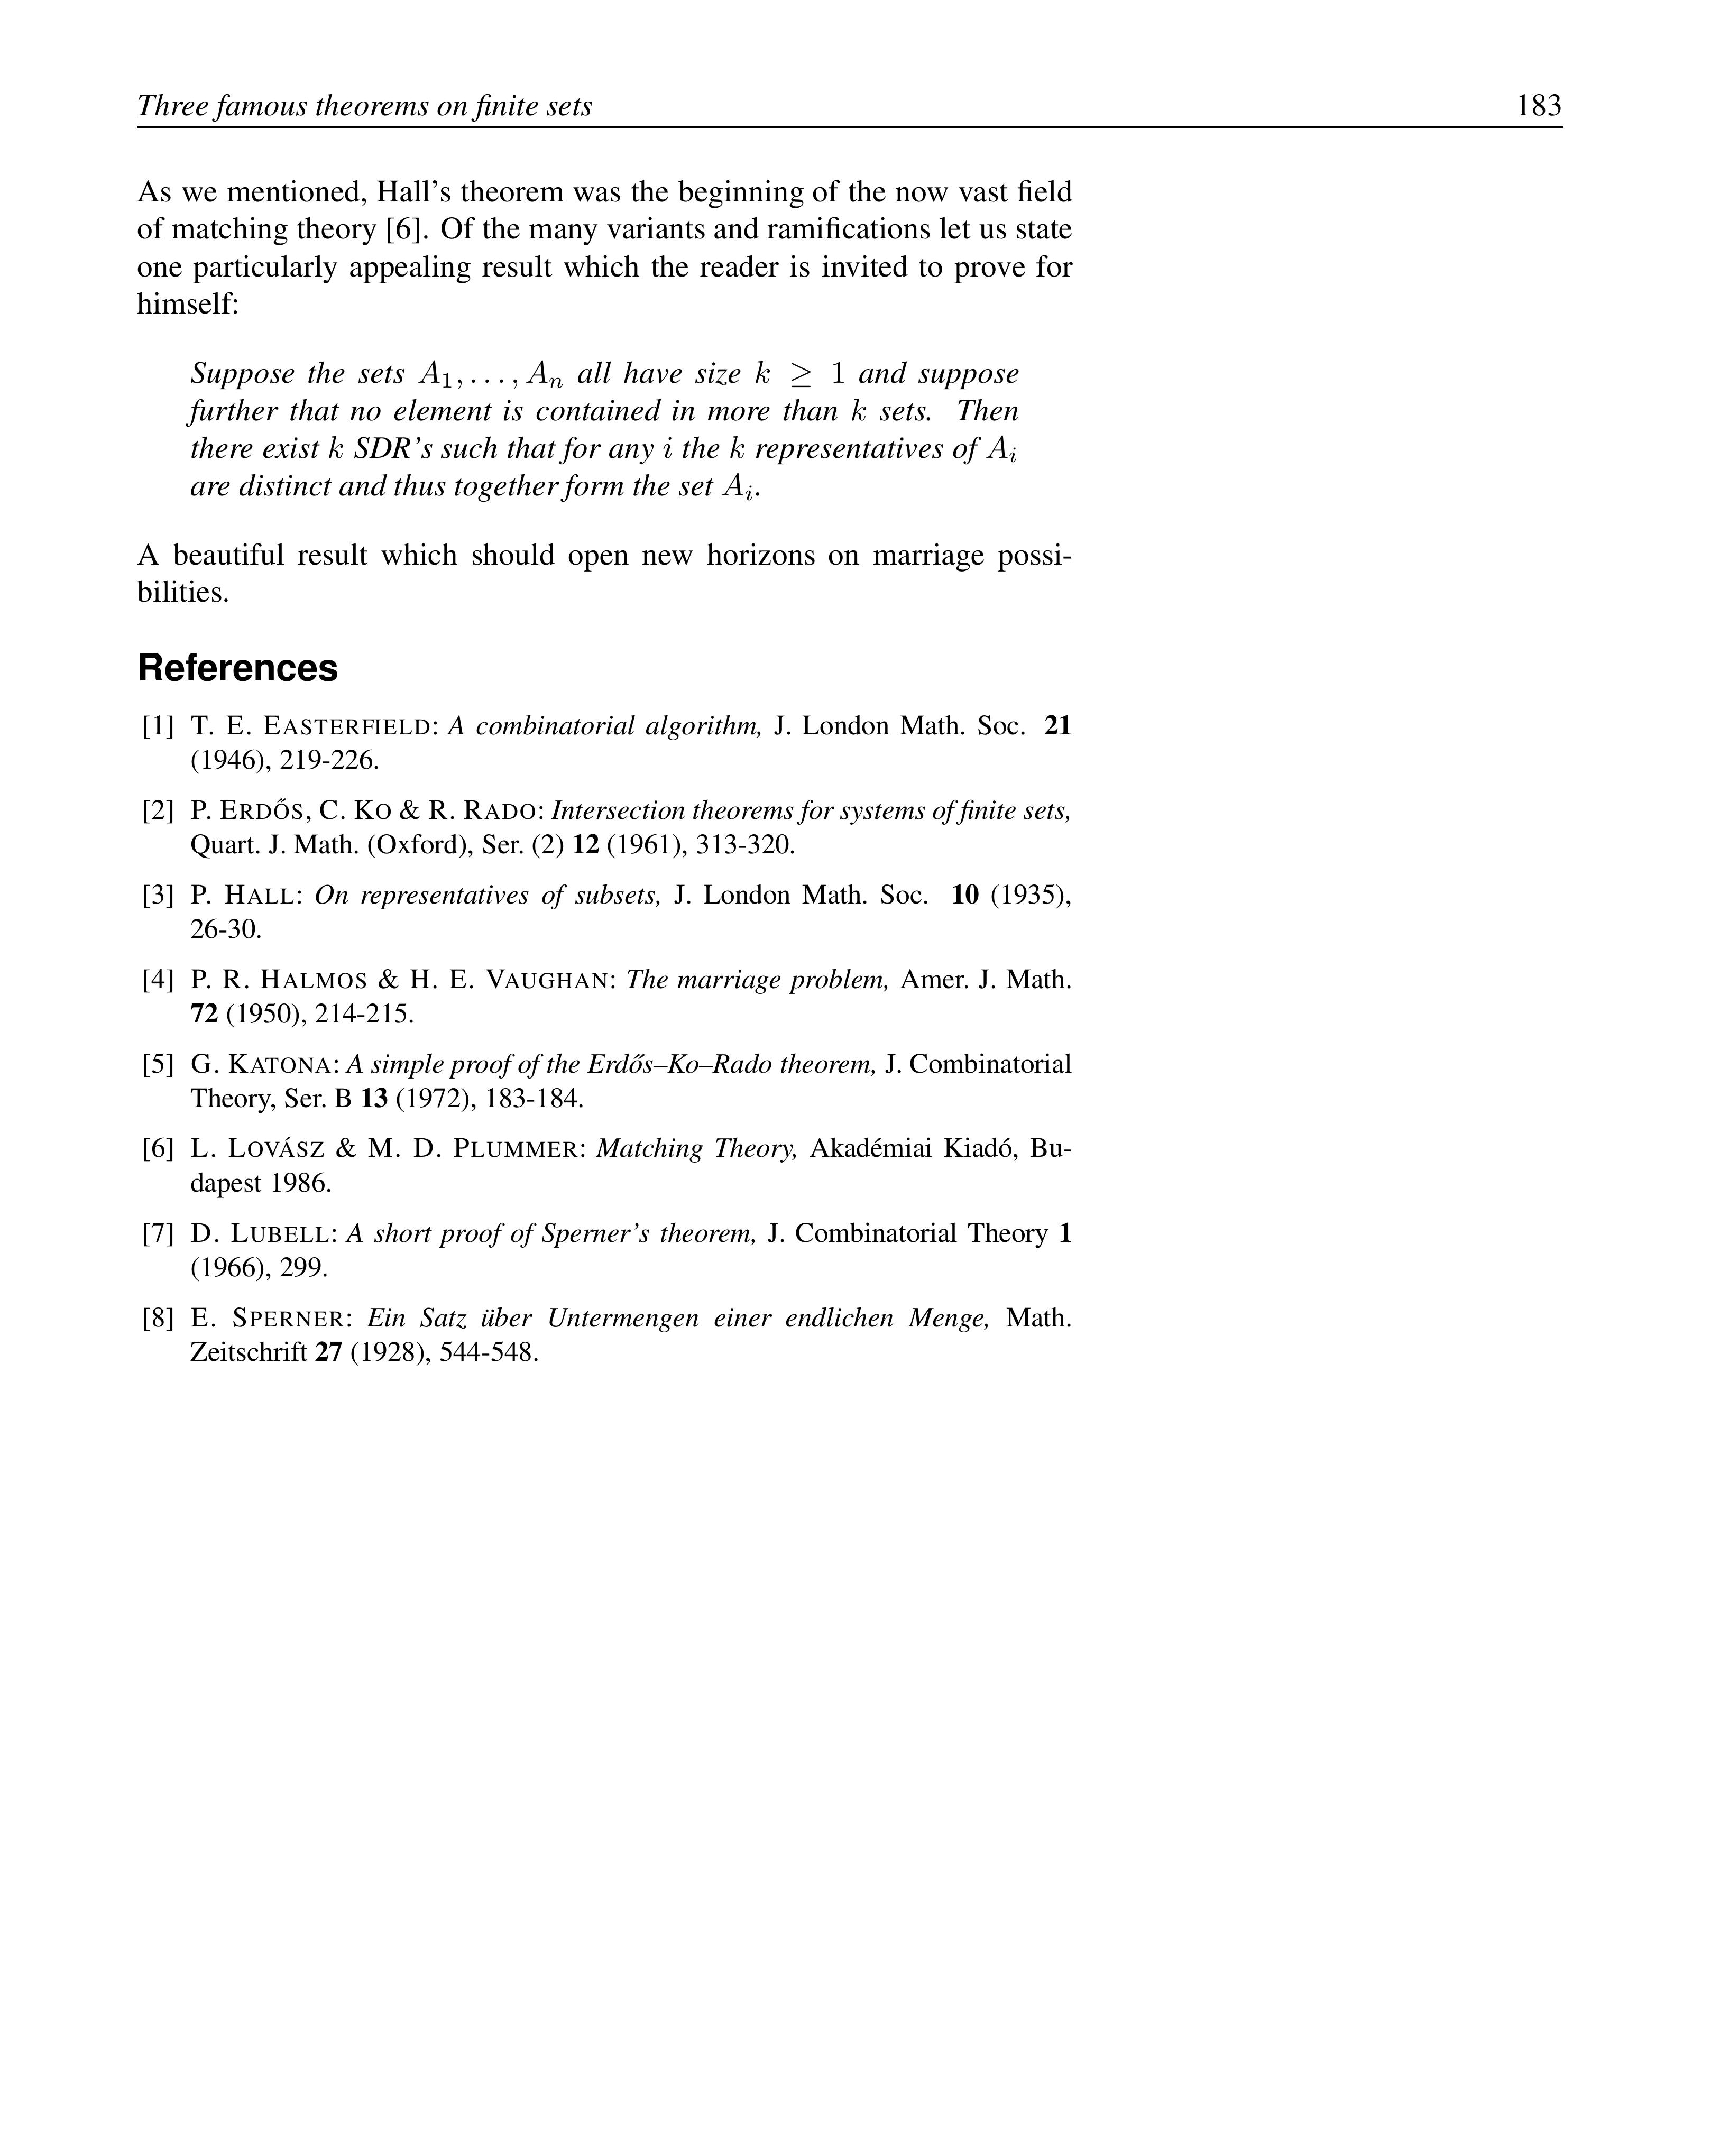 Three famous theorems on finite sets 183
As we mentioned, Hall's theorem was the beginning of the now vast field
of matching theory [6]. Of the many variants and ramifications let us state
one particularly appealing result which the reader is invited to prove for
himself:
Suppose the sets A₁, . . . , Aₙ all have size k ≥ 1 and suppose
further that no element is contained in more than k sets. Then
there exist k SDR's such that for any i the k representatives of Aᵢ
are distinct and thus together form the set Aᵢ.
A beautiful result which should open new horizons on marriage possi-
bilities.
References
[1] T. E. EASTERFIELD: A combinatorial algorithm, J. London Math. Soc. 21
(1946), 219-226.
[2] P. ERDŐS, C. KO & R. RADO: Intersection theorems for systems of finite sets,
Quart. J. Math. (Oxford), Ser. (2) 12 (1961), 313-320.
[3] P. HALL: On representatives of subsets, J. London Math. Soc. 10 (1935),
26-30.
[4] P. R. HALMOS & H. E. VAUGHAN: The marriage problem, Amer. J. Math.
72 (1950), 214-215.
[5] G. KATONA: A simple proof of the Erdős–Ko–Rado theorem, J. Combinatorial
Theory, Ser. B 13 (1972), 183-184.
[6] L. LOVÁSZ & M. D. PLUMMER: Matching Theory, Akadémiai Kiadó, Bu-
dapest 1986.
[7] D. LUBELL: A short proof of Sperner's theorem, J. Combinatorial Theory 1
(1966), 299.
[8] E. SPERNER: Ein Satz über Untermengen einer endlichen Menge, Math.
Zeitschrift 27 (1928), 544-548.